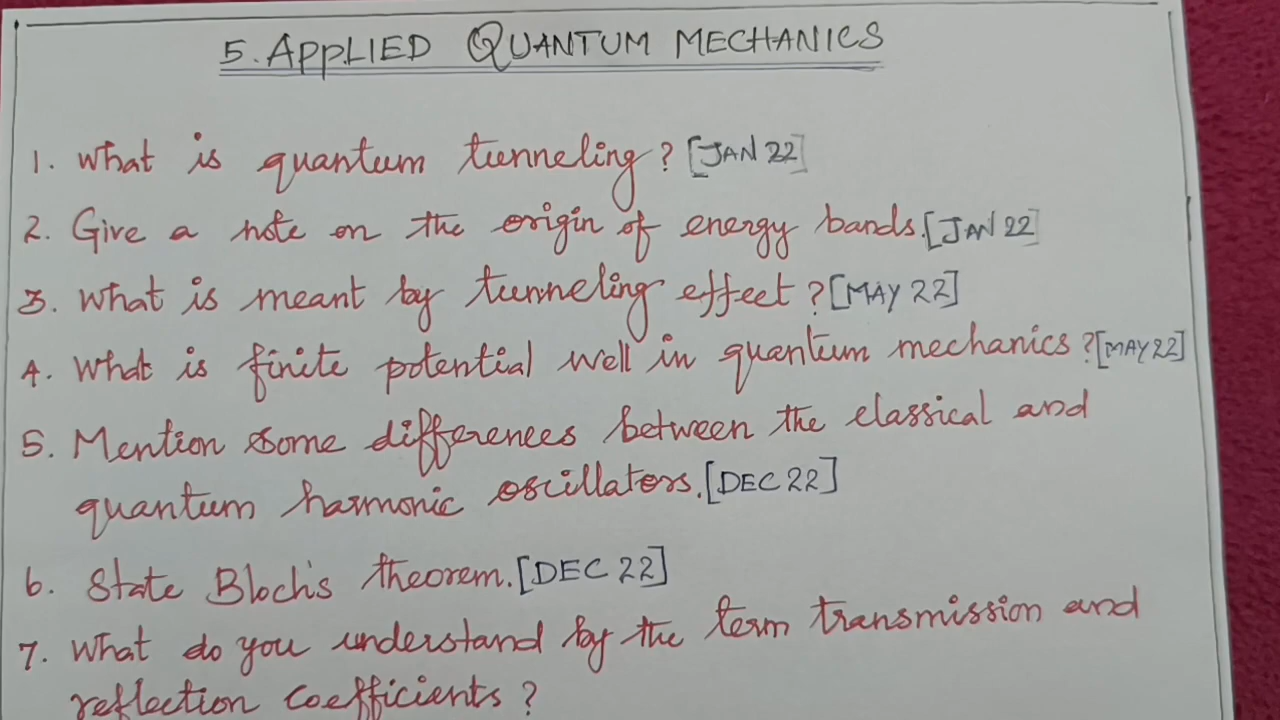 5. APPLIED QUANTUM MECHANICS
1. What is quantum tunneling? [JAN 22]
2. Give a note on the origin of energy bands. [JAN 22]
3. What is meant by tunneling effect? [MAY 22]
4. What is finite potential well in quantum mechanics? [MAY 22]
5. Mention some differences between the classical and
quantum harmonic oscillators. [DEC 22]
6. State Bloch's theorem. [DEC 22]
7. What do you understand by the term transmission and
reflection coefficients?